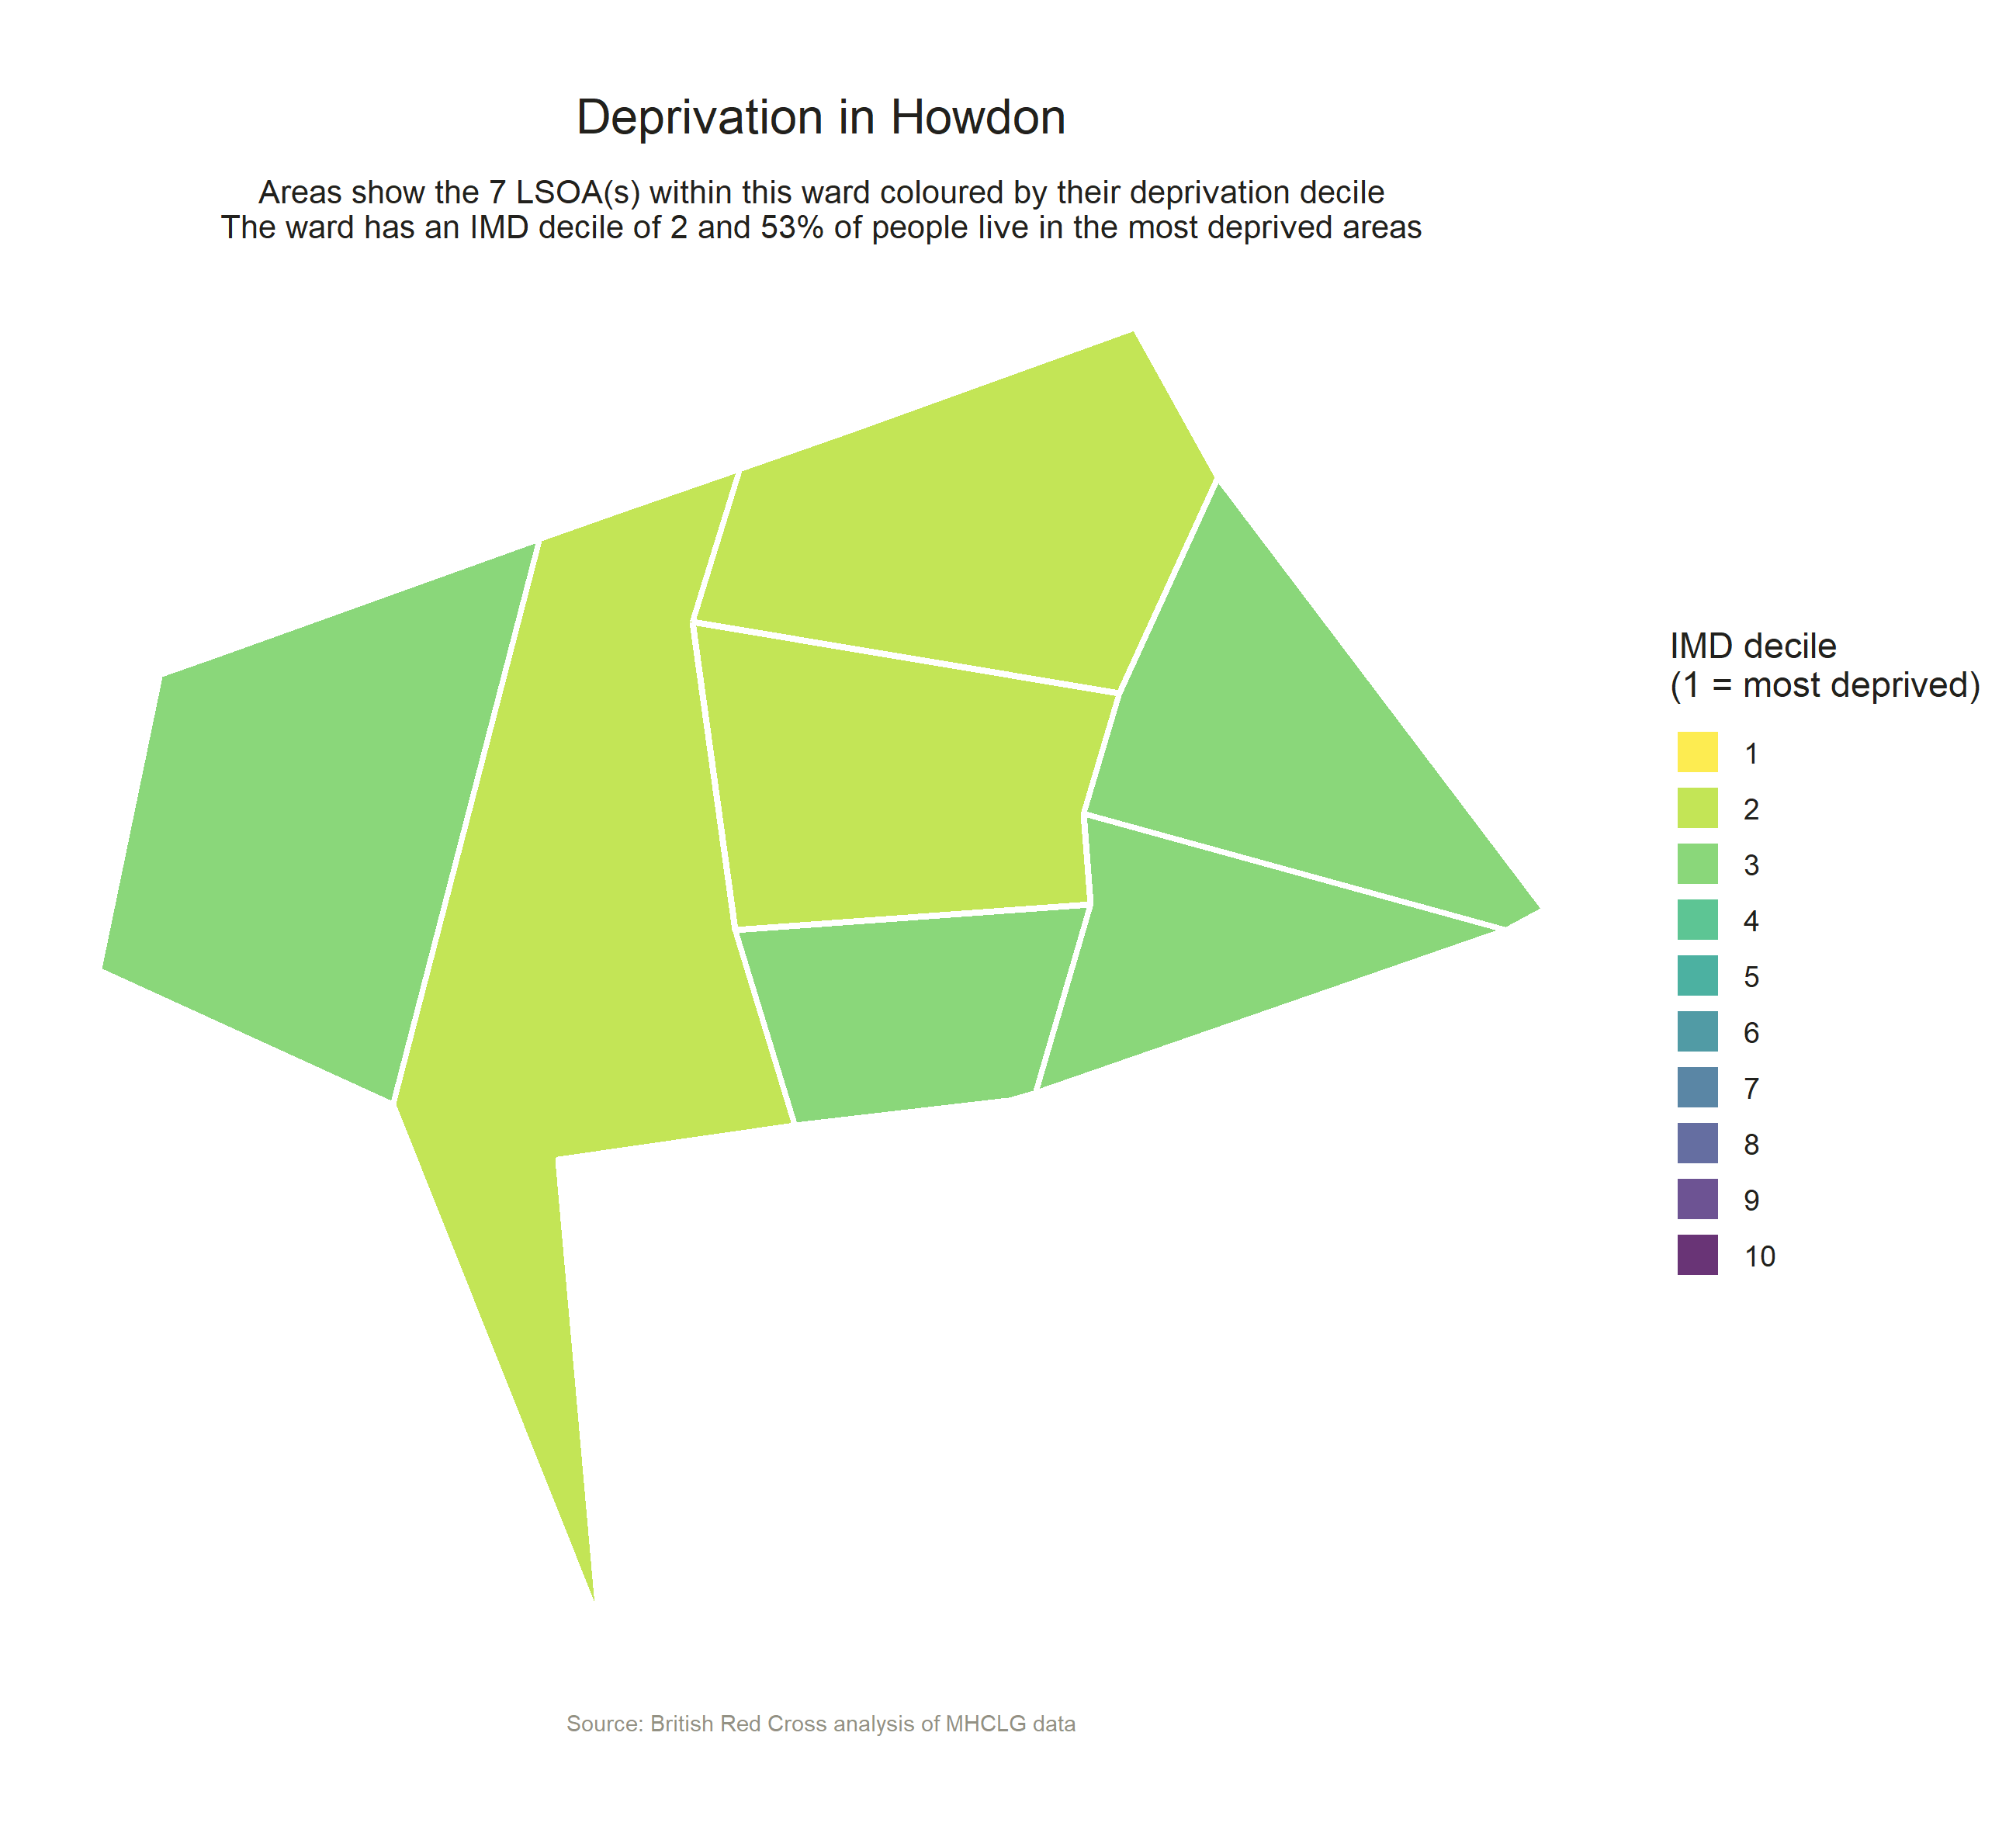 Deprivation in Howdon
Areas show the 7 LSOA(s) within this ward coloured by their deprivation decile
The ward has an IMD decile of 2 and 53% of people live in the most deprived areas
IMD decile
(1 = most deprived)
1
2
3
4
5
6
7
8
9
10
Source: British Red Cross analysis of MHCLG data